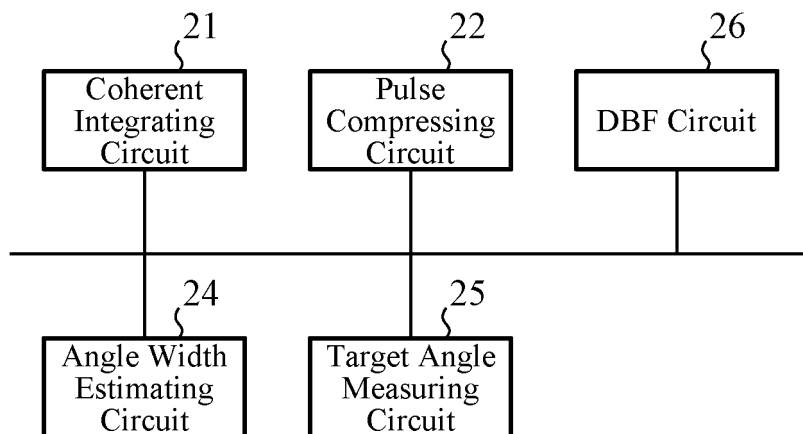 21
Coherent
Integrating
Circuit
22
Pulse
Compressing
Circuit
26
DBF Circuit
24
Angle Width
Estimating
Circuit
25
Target Angle
Measuring
Circuit